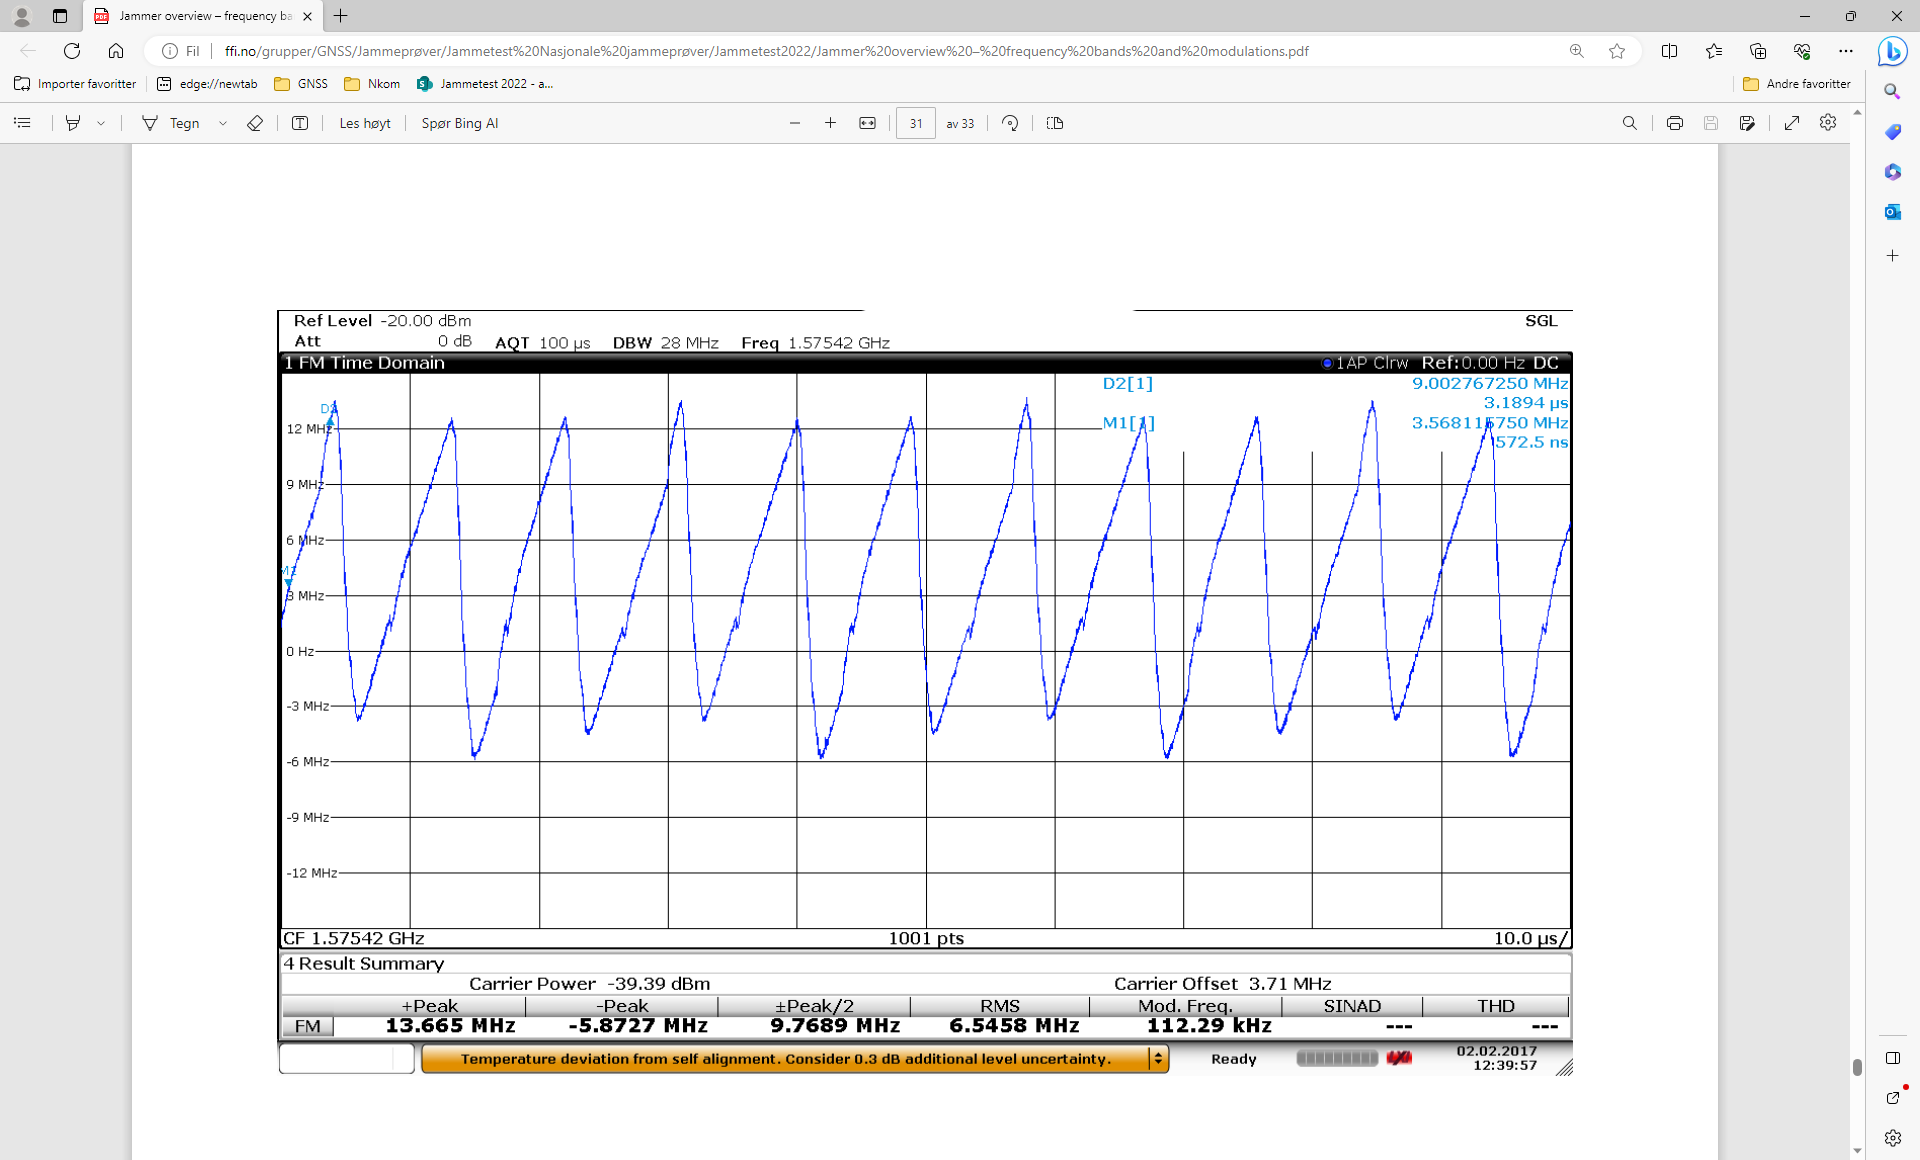 Jammer overview – frequency ba
Fil
ffi.no/grupper/GNSS/Jammeprøver/Jammetest%20Nasjonale%20jammeprøver/Jammetest2022/Jammer%20overview%20–%20frequency%20bands%20and%20modulations.pdf
Importer favoritter
edge://newtab
GNSS
Nkom
Jammetest 2022 - a...
Andre favoritter
Tegn
Les høyt
Spør Bing AI
31
av 33
Ref Level -20.00 dBm
SGL
Att 0 dB AQT 100 µs DBW 28 MHz Freq 1.57542 GHz
1 FM Time Domain
1AP Clrw Ref:0.00 Hz DC
D2[1] 9.002767250 MHz
3.1894 µs
M1[1] 3.568115750 MHz
572.5 ns
D2
12 MHz
9 MHz
6 MHz
M1
3 MHz
0 Hz
-3 MHz
-6 MHz
-9 MHz
-12 MHz
CF 1.57542 GHz 1001 pts 10.0 µs/
4 Result Summary
Carrier Power -39.39 dBm Carrier Offset 3.71 MHz
+Peak -Peak ±Peak/2 RMS Mod. Freq. SINAD THD
FM 13.665 MHz -5.8727 MHz 9.7689 MHz 6.5458 MHz 112.29 kHz --- ---
Temperature deviation from self alignment. Consider 0.3 dB additional level uncertainty.
Ready
02.02.2017
12:39:57